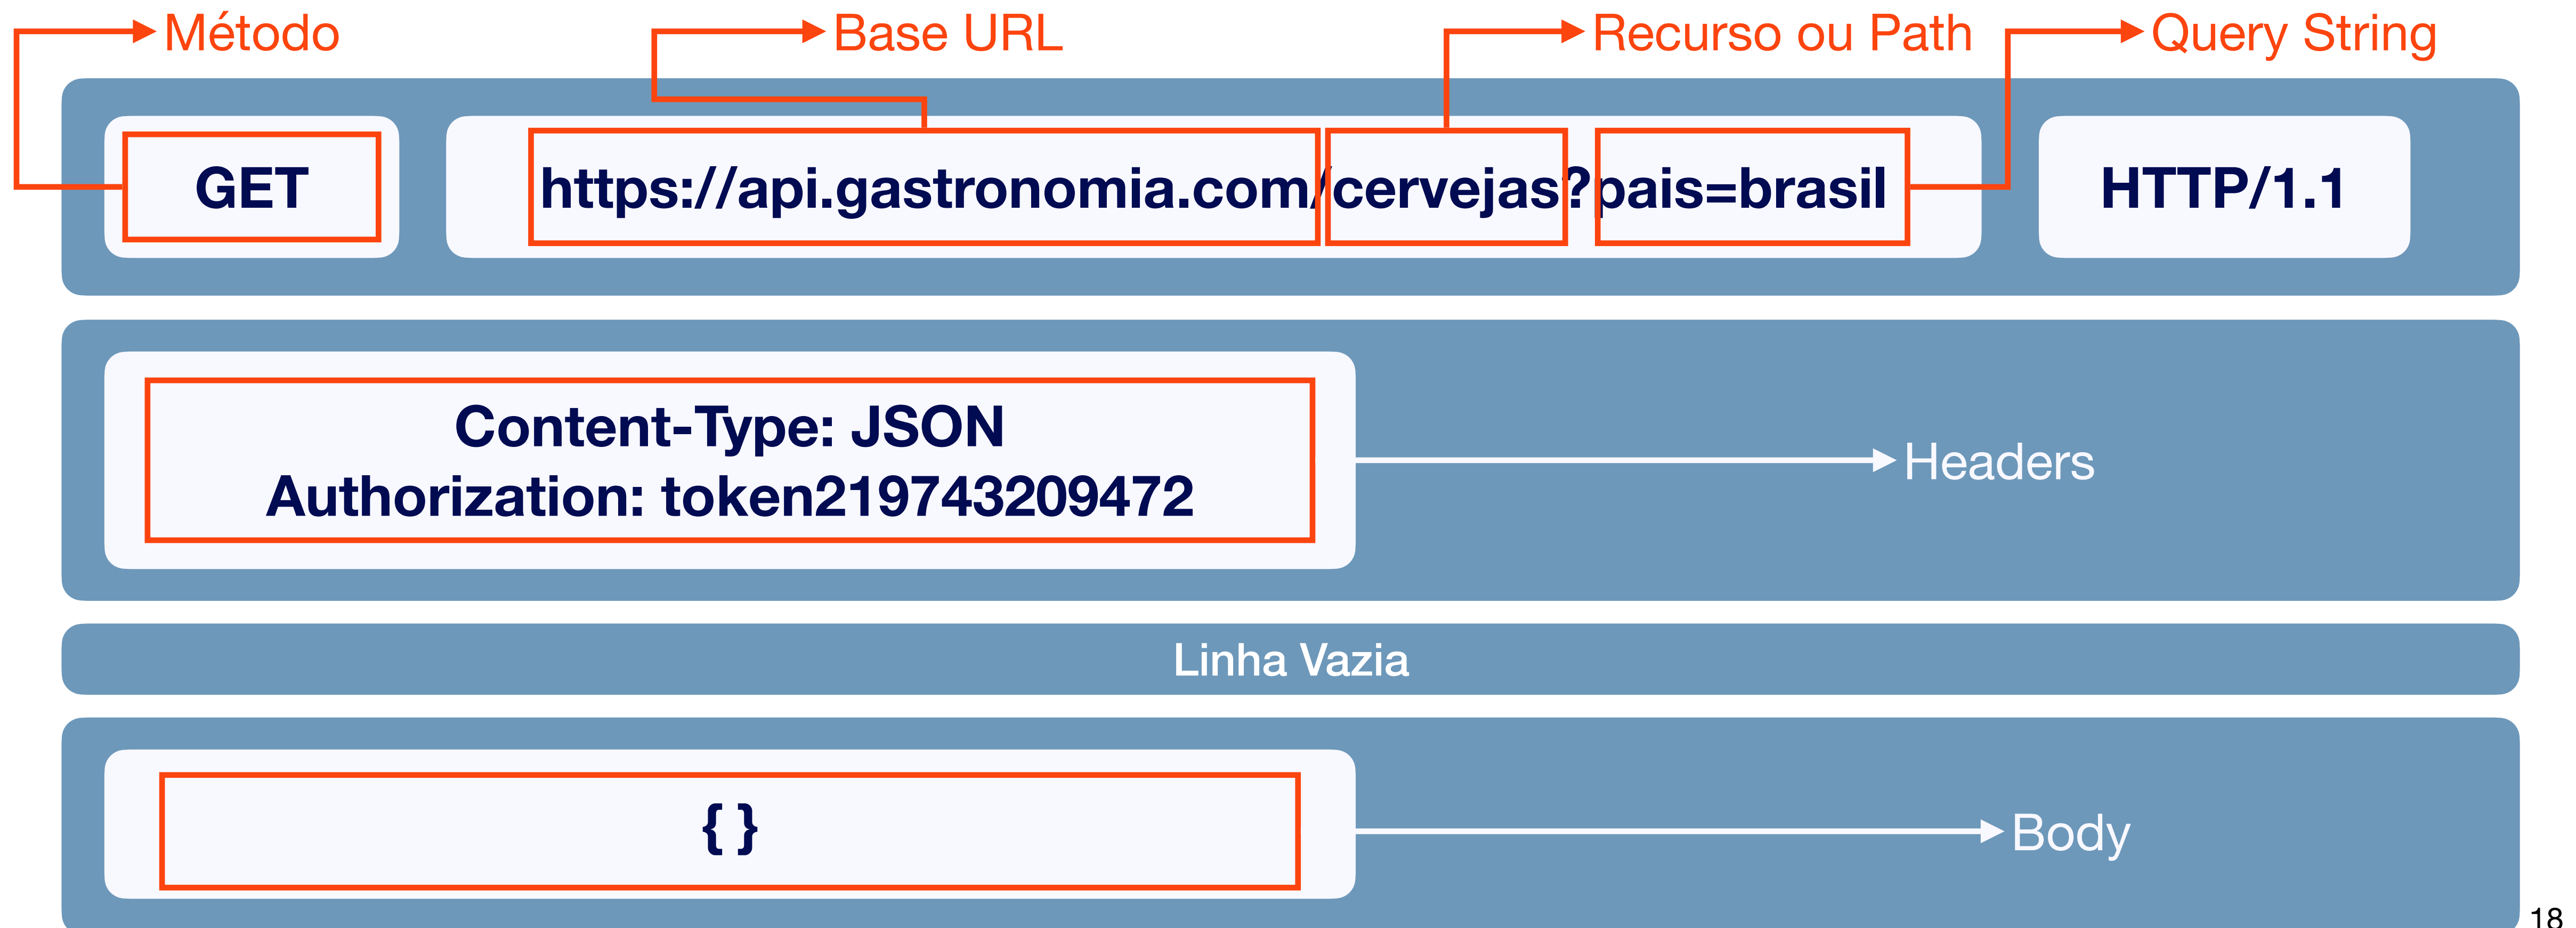 Método
Base URL
Recurso ou Path
Query String
GET
https://api.gastronomia.com/cervejas?pais=brasil
HTTP/1.1
Content-Type: JSON
Authorization: token219743209472
Headers
Linha Vazia
{ }
Body
18